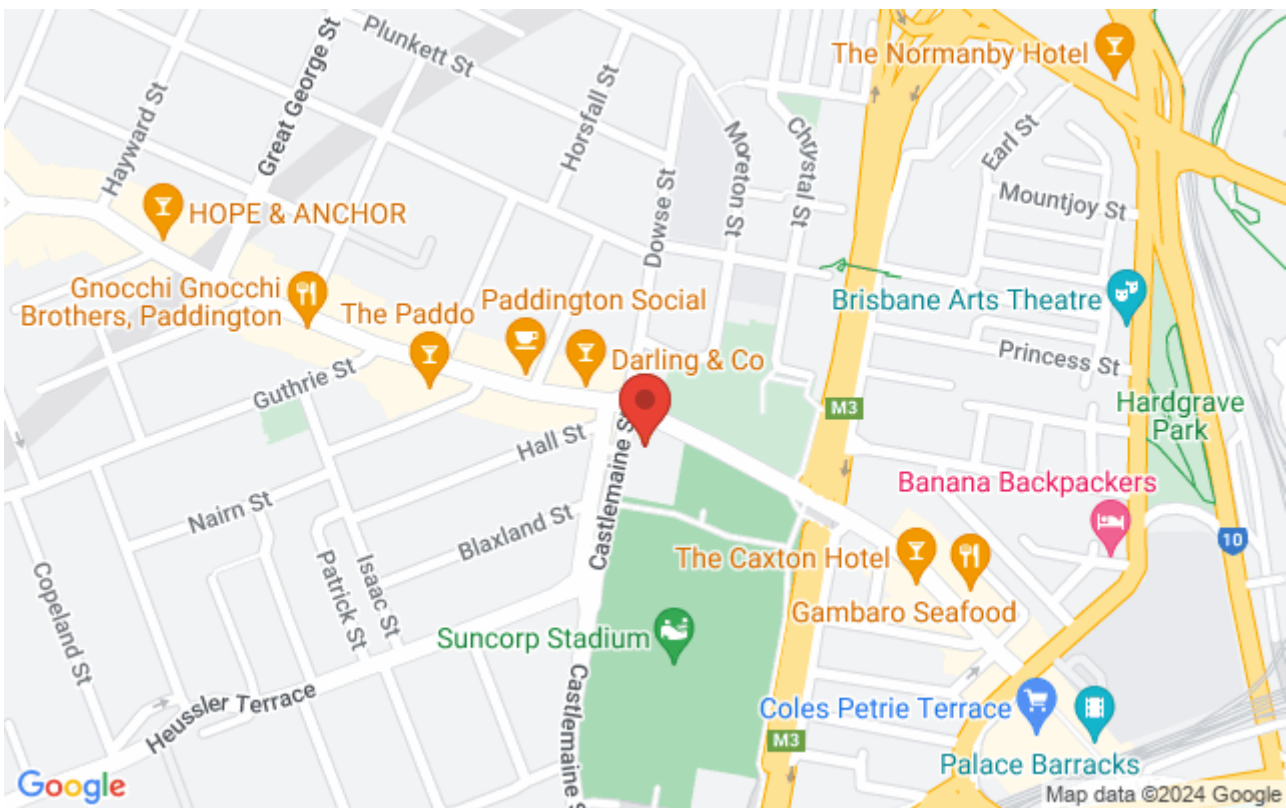 Plunkett St
Great George St
Hayward St
Horsfall St
Moreton St
Chrystal St
Dowse St
The Normanby Hotel
Earl St
Mountjoy St
HOPE & ANCHOR
Gnocchi Gnocchi
Brothers, Paddington
The Paddo
Paddington Social
Darling & Co
Brisbane Arts Theatre
Princess St
Hardgrave
Park
M3
Guthrie St
Hall St
Castlemaine St
Nairn St
Blaxland St
Banana Backpackers
10
The Caxton Hotel
Gambaro Seafood
Copeland St
Patrick St
Isaac St
Suncorp Stadium
Heussler Terrace
Castlemaine S
Coles Petrie Terrace
M3
Palace Barracks
Google
Map data ©2024 Google